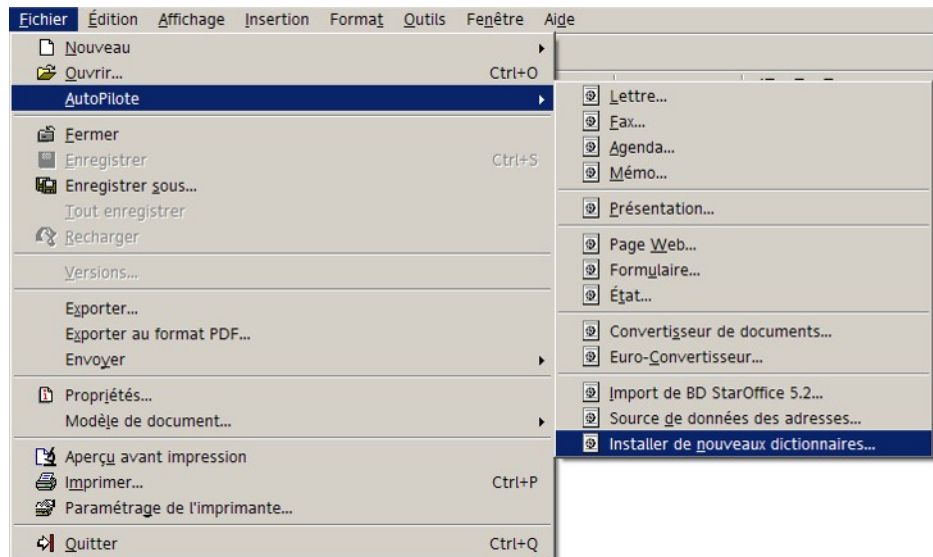 Fichier Édition Affichage Insertion Format Outils Fenêtre Aide
Nouveau
Ouvrir... Ctrl+O
AutoPilote
Fermer
Enregistrer Ctrl+S
Enregistrer sous...
Tout enregistrer
Recharger
Versions...
Exporter...
Exporter au format PDF...
Envoyer
Propriétés...
Modèle de document...
Aperçu avant impression
Imprimer... Ctrl+P
Paramétrage de l'imprimante...
Quitter Ctrl+Q
Lettre...
Fax...
Agenda...
Mémo...
Présentation...
Page Web...
Formulaire...
État...
Convertisseur de documents...
Euro-Convertisseur...
Import de BD StarOffice 5.2...
Source de données des adresses...
Installer de nouveaux dictionnaires...